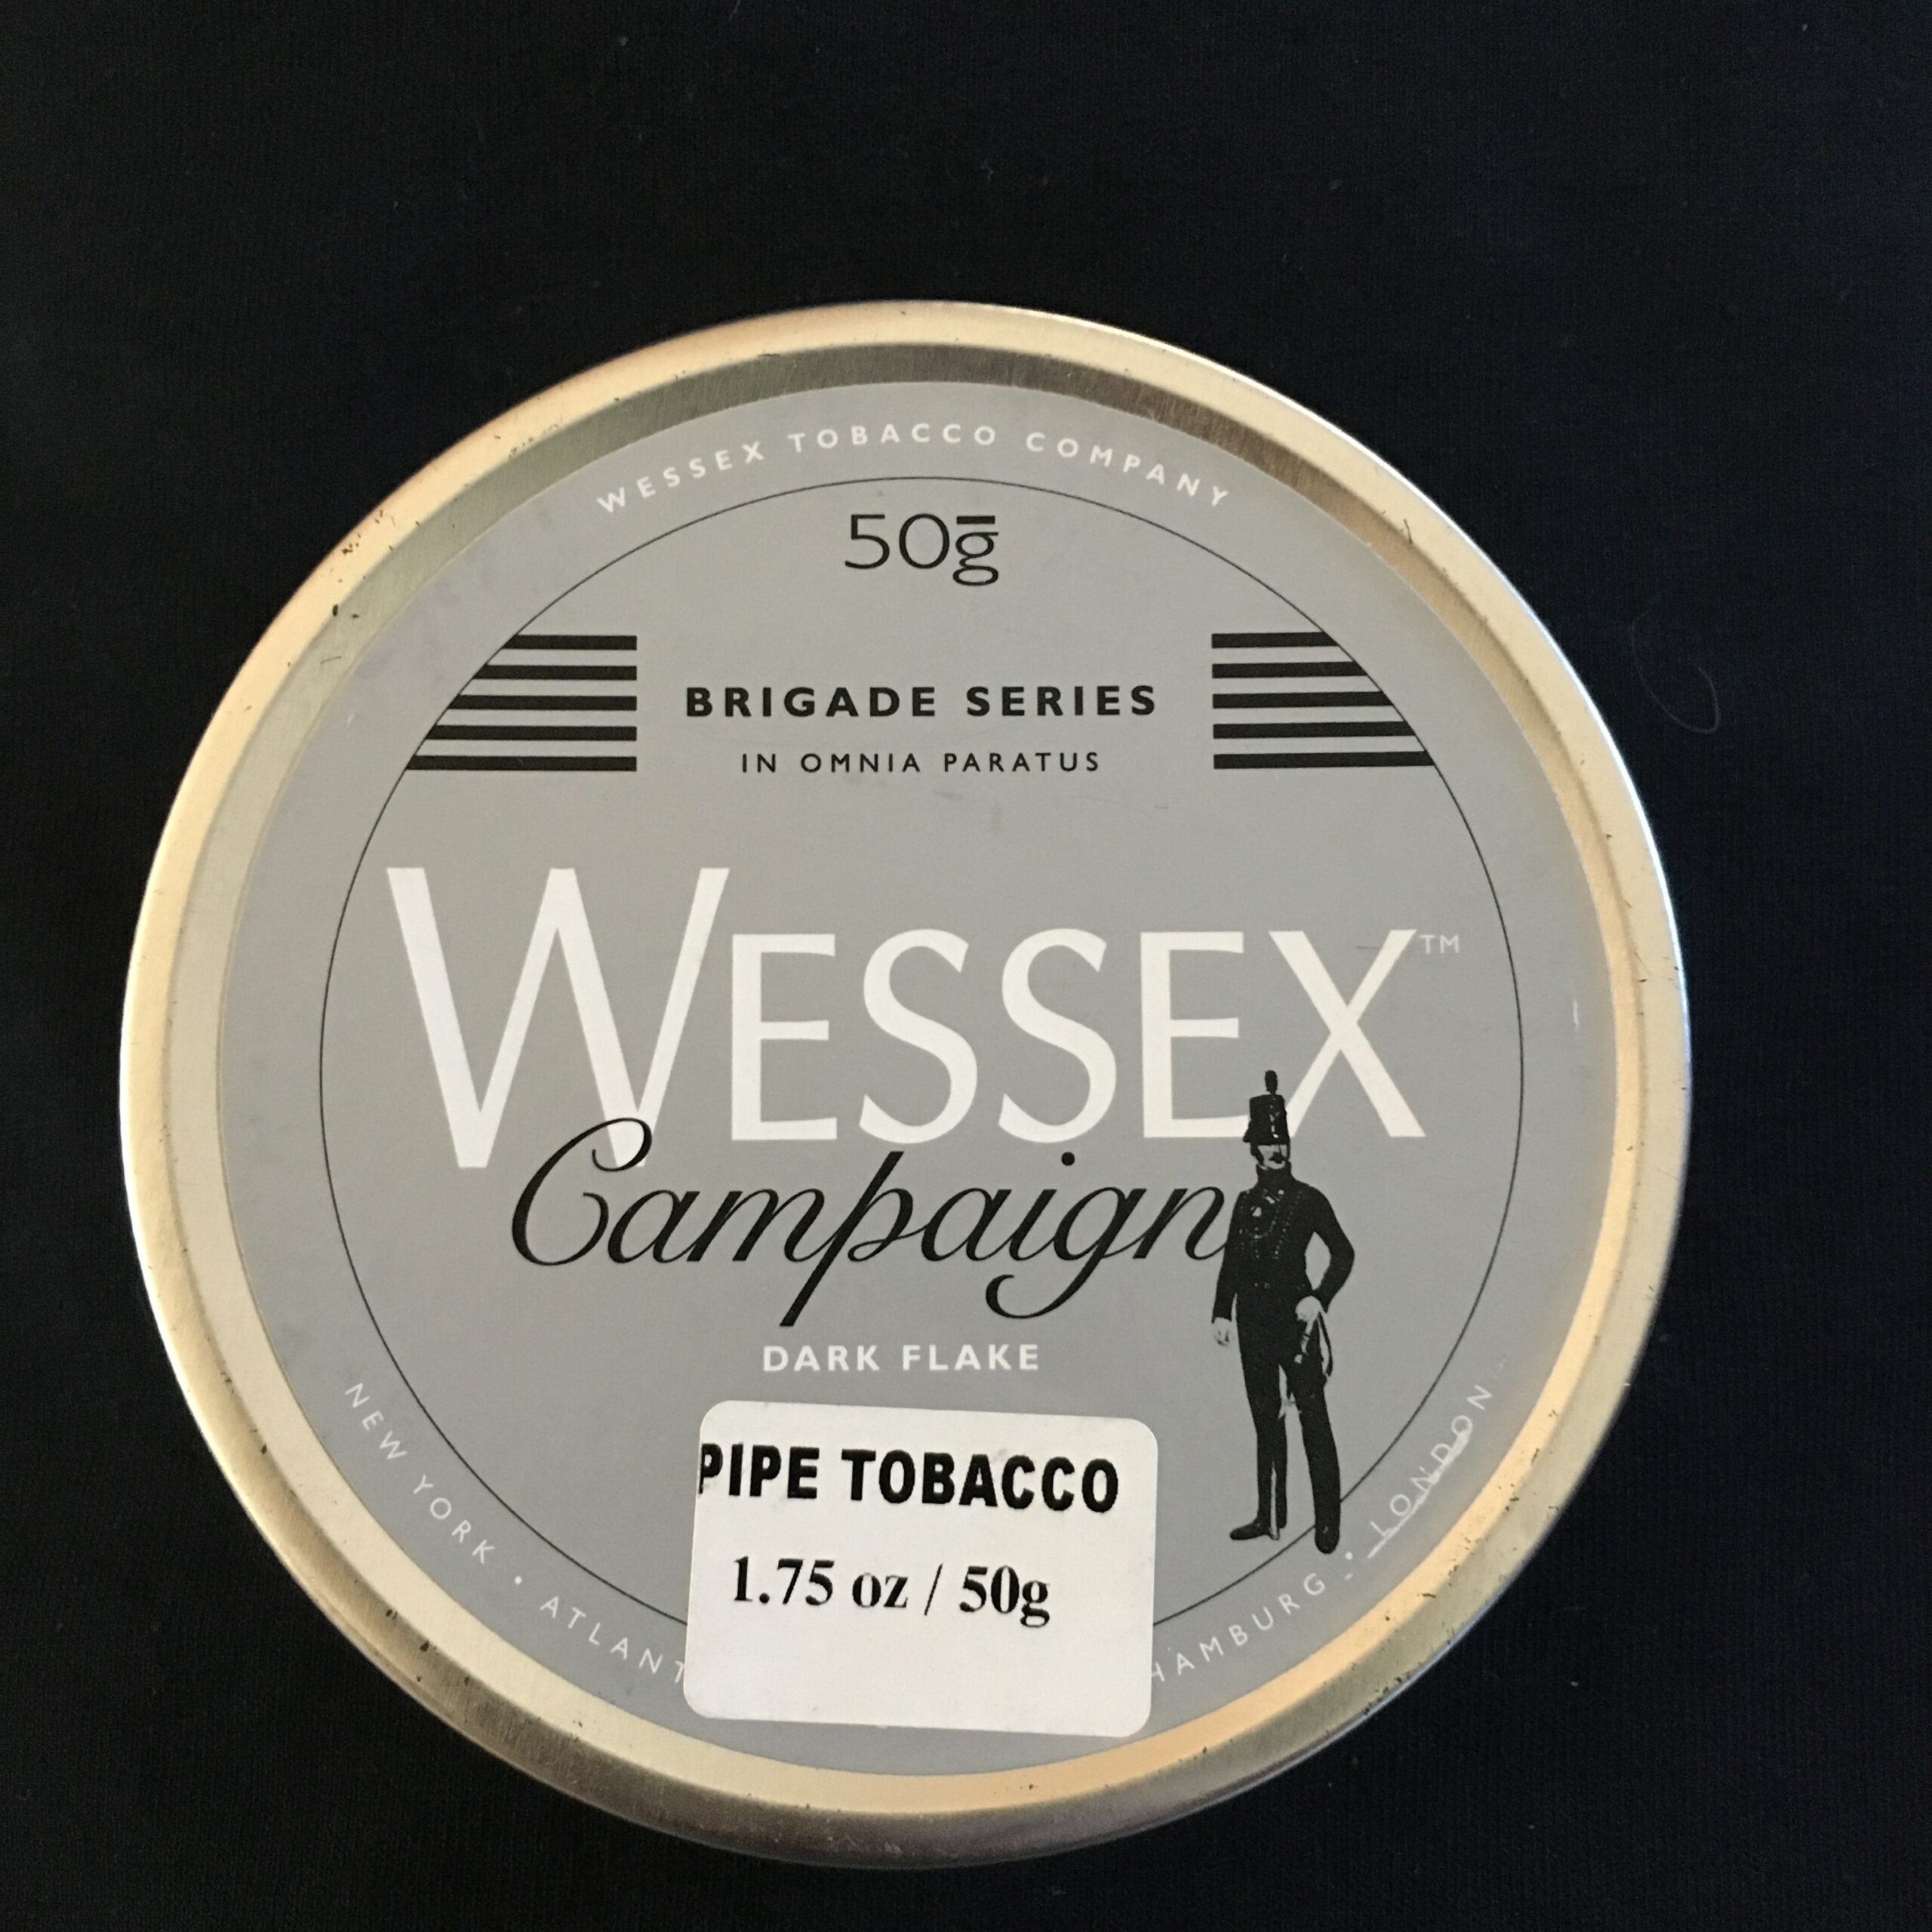 WESSEX TOBACCO COMPANY
50g
BRIGADE SERIES
IN OMNIA PARATUS
WESSEX™
Campaign
DARK FLAKE
PIPE TOBACCO
1.75 oz / 50g
NEW YORK • ATLANT
HAMBURG • LONDON